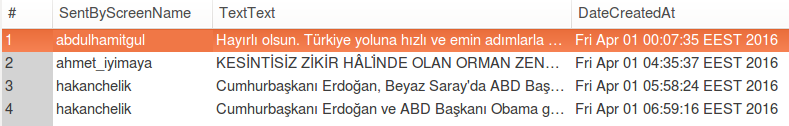 # SentByScreenName TextText DateCreatedAt
1 abdulhamitgul Hayırlı olsun. Türkiye yoluna hızlı ve emin adımlarla ... Fri Apr 01 00:07:35 EEST 2016
2 ahmet_iyimaya KESİNTİSİZ ZİKİR HÂLİNDE OLAN ORMAN ZEN... Fri Apr 01 04:35:37 EEST 2016
3 hakanchelik Cumhurbaşkanı Erdoğan, Beyaz Saray'da ABD Baş... Fri Apr 01 05:58:24 EEST 2016
4 hakanchelik Cumhurbaşkanı Erdoğan ve ABD Başkanı Obama g... Fri Apr 01 06:59:16 EEST 2016